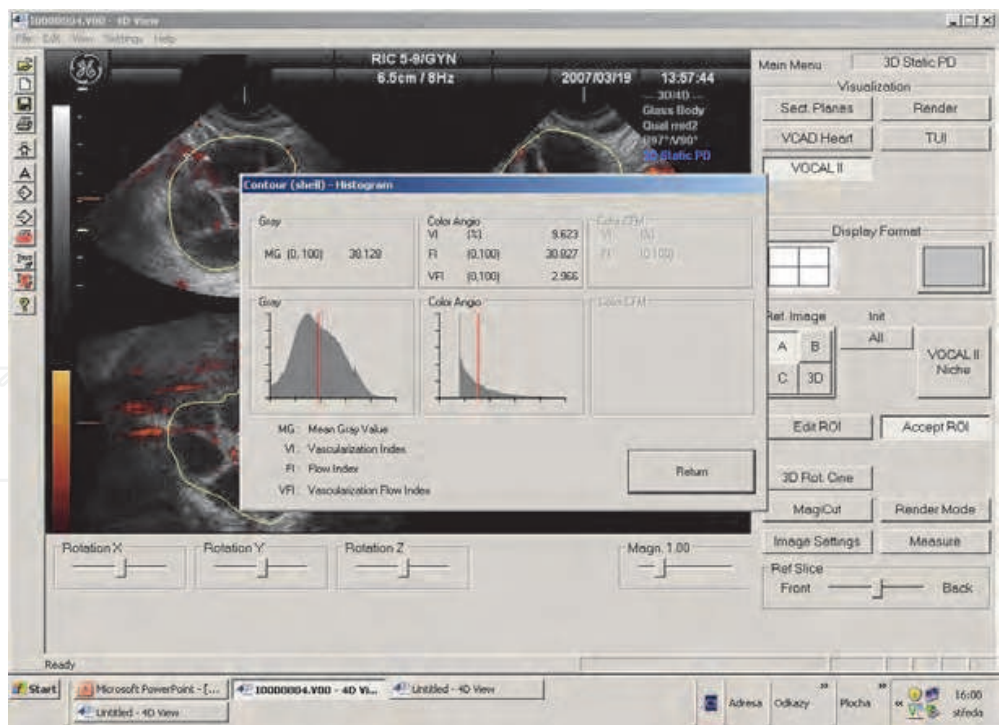 10000004.V00 - 4D View
File Edit View Settings Help
RIC 5-9/GYN
6.5cm / 8Hz
2007/03/19 13:57:44
3D/4D
Glass Body
Qual mid2
3D Static PD
Contour (shell) - Histogram
Gray
MG (0,100) 30.128
Color Angio
VI (%) 9.623
FI (0,100) 30.827
VFI (0,100) 2.966
Color CFM
VI (%)
FI (0,100)
Gray
Color Angio
Color CFM
MG : Mean Gray Value
VI : Vascularization Index
FI : Flow Index
VFI : Vascularization Flow Index
Return
Main Menu
3D Static PD
Visualization
Sect. Planes
Render
VCAD Heart
TUI
VOCAL II
Display Format
Ref. Image
Init
A
B
C
3D
All
VOCAL II
Niche
Edit ROI
Accept ROI
3D Rot. Cine
MagiCut
Render Mode
Image Settings
Measure
Ref Slice
Front
Back
Rotation X
Rotation Y
Rotation Z
Magn. 1.00
Ready
Start
Microsoft PowerPoint - [...
10000004.V00 - 4D Vi...
Untitled - 4D View
Untitled - 4D View
Adresa
Odkazy
Plocha
16:00
středa